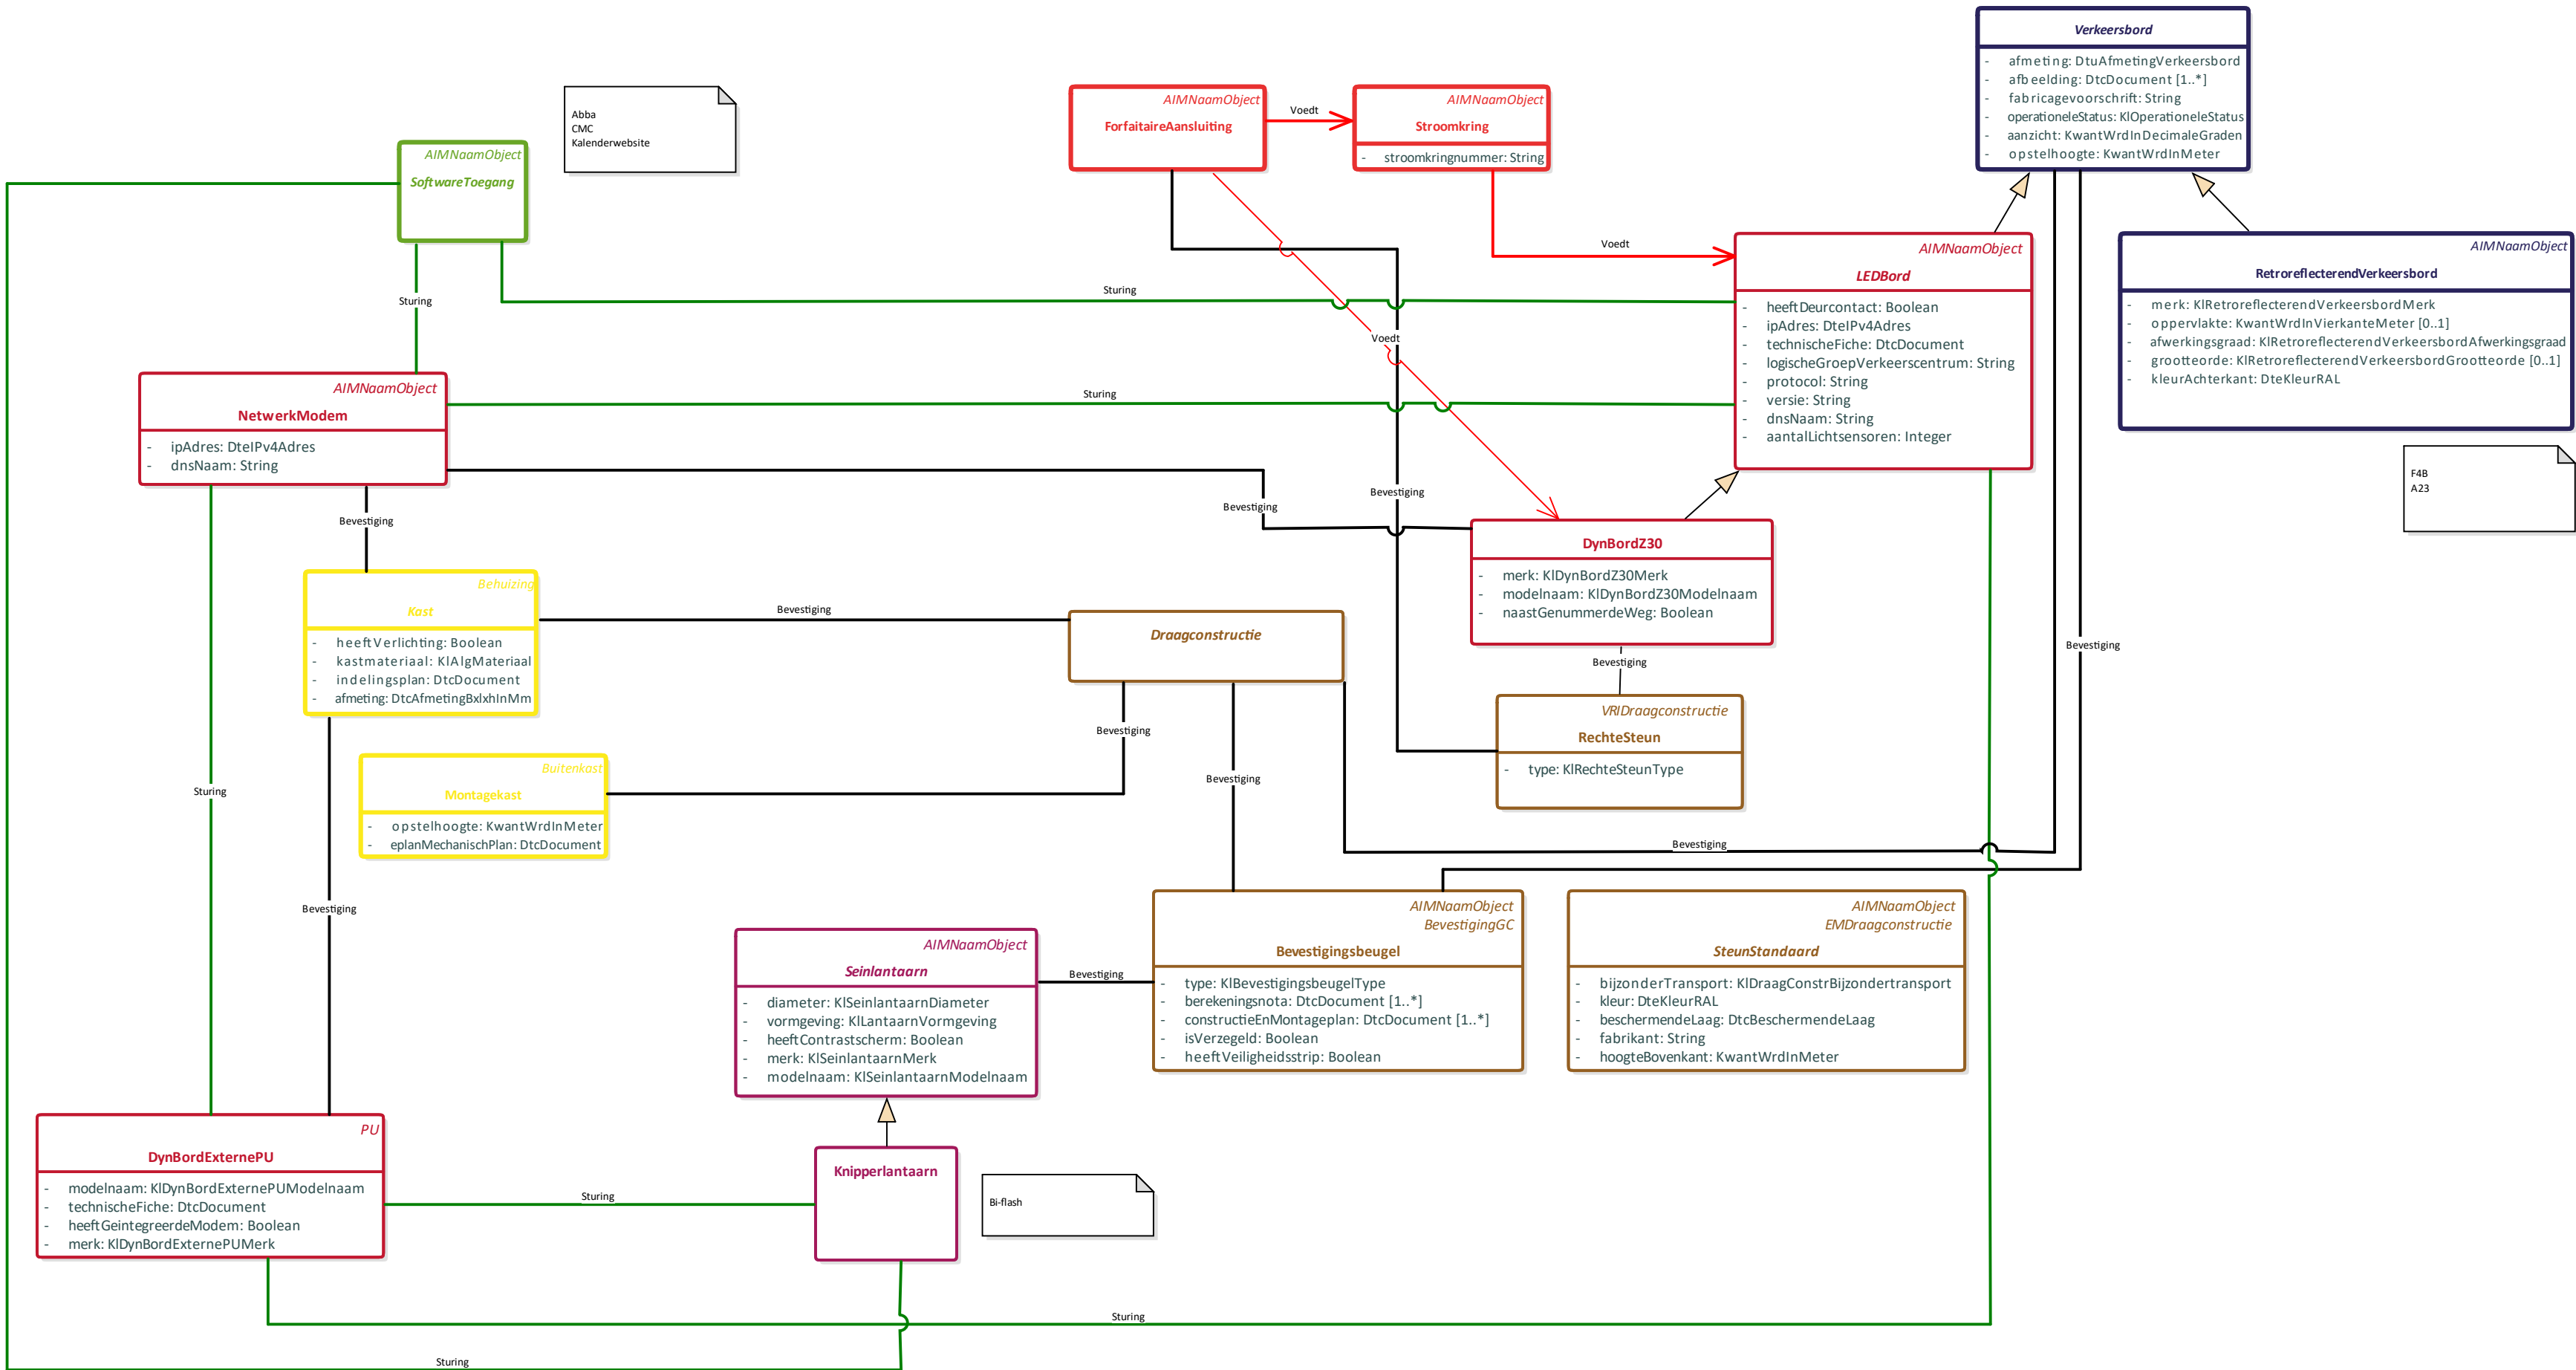 Verkeersbord
- afmeting: DtuAfmetingVerkeersbord
- afbeelding: DtcDocument [1..*]
- fabricagevoorschrift: String
- operationeleStatus: KlOperationeleStatus
- aanzicht: KwantWrdInDecimaleGraden
- opstelhoogte: KwantWrdInMeter
Abba
CMC
Kalenderwebsite
AIMNaamObject
ForfaitaireAansluiting
Voedt
AIMNaamObject
Stroomkring
- stroomkringnummer: String
AIMNaamObject
SoftwareToegang
Voedt
AIMNaamObject
LEDBord
- heeftDeurcontact: Boolean
- ipAdres: DteIPv4Adres
- technischeFiche: DtcDocument
- logischeGroepVerkeerscentrum: String
- protocol: String
- versie: String
- dnsNaam: String
- aantalLichtsensoren: Integer
AIMNaamObject
RetroreflecterendVerkeersbord
- merk: KlRetroreflecterendVerkeersbordMerk
- oppervlakte: KwantWrdInVierkanteMeter [0..1]
- afwerkingsgraad: KlRetroreflecterendVerkeersbordAfwerkingsgraad
- grootteorde: KlRetroreflecterendVerkeersbordGrootteorde [0..1]
- kleurAchterkant: DteKleurRAL
Sturing
Sturing
Voedt
AIMNaamObject
NetwerkModem
- ipAdres: DteIPv4Adres
- dnsNaam: String
Sturing
F4B
A23
Bevestiging
Bevestiging
Bevestiging
DynBordZ30
- merk: KlDynBordZ30Merk
- modelnaam: KlDynBordZ30Modelnaam
- naastGenummerdeWeg: Boolean
Behuizing
Kast
- heeftVerlichting: Boolean
- kastmateriaal: KlAlgMateriaal
- indelingsplan: DtcDocument
- afmeting: DtcAfmetingBxlxhInMm
Bevestiging
Draagconstructie
Bevestiging
Bevestiging
VRIDraagconstructie
RechteSteun
- type: KlRechteSteunType
Bevestiging
Buitenkast
Montagekast
- opstelhoogte: KwantWrdInMeter
- eplanMechanischPlan: DtcDocument
Bevestiging
Sturing
Bevestiging
Bevestiging
AIMNaamObject
BevestigingGC
Bevestigingsbeugel
- type: KlBevestigingsbeugelType
- berekeningsnota: DtcDocument [1..*]
- constructieEnMontageplan: DtcDocument [1..*]
- isVerzegeld: Boolean
- heeftVeiligheidsstrip: Boolean
AIMNaamObject
EMDraagconstructie
SteunStandaard
- bijzonderTransport: KlDraagConstrBijzondertransport
- kleur: DteKleurRAL
- beschermendeLaag: DtcBeschermendeLaag
- fabrikant: String
- hoogteBovenkant: KwantWrdInMeter
AIMNaamObject
Seinlantaarn
- diameter: KlSeinlantaarnDiameter
- vormgeving: KlLantaarnVormgeving
- heeftContrastscherm: Boolean
- merk: KlSeinlantaarnMerk
- modelnaam: KlSeinlantaarnModelnaam
Bevestiging
PU
DynBordExternePU
- modelnaam: KlDynBordExternePUModelnaam
- technischeFiche: DtcDocument
- heeftGeintegreerdeModem: Boolean
- merk: KlDynBordExternePUMerk
Sturing
Knipperlantaarn
Bi-flash
Sturing
Sturing